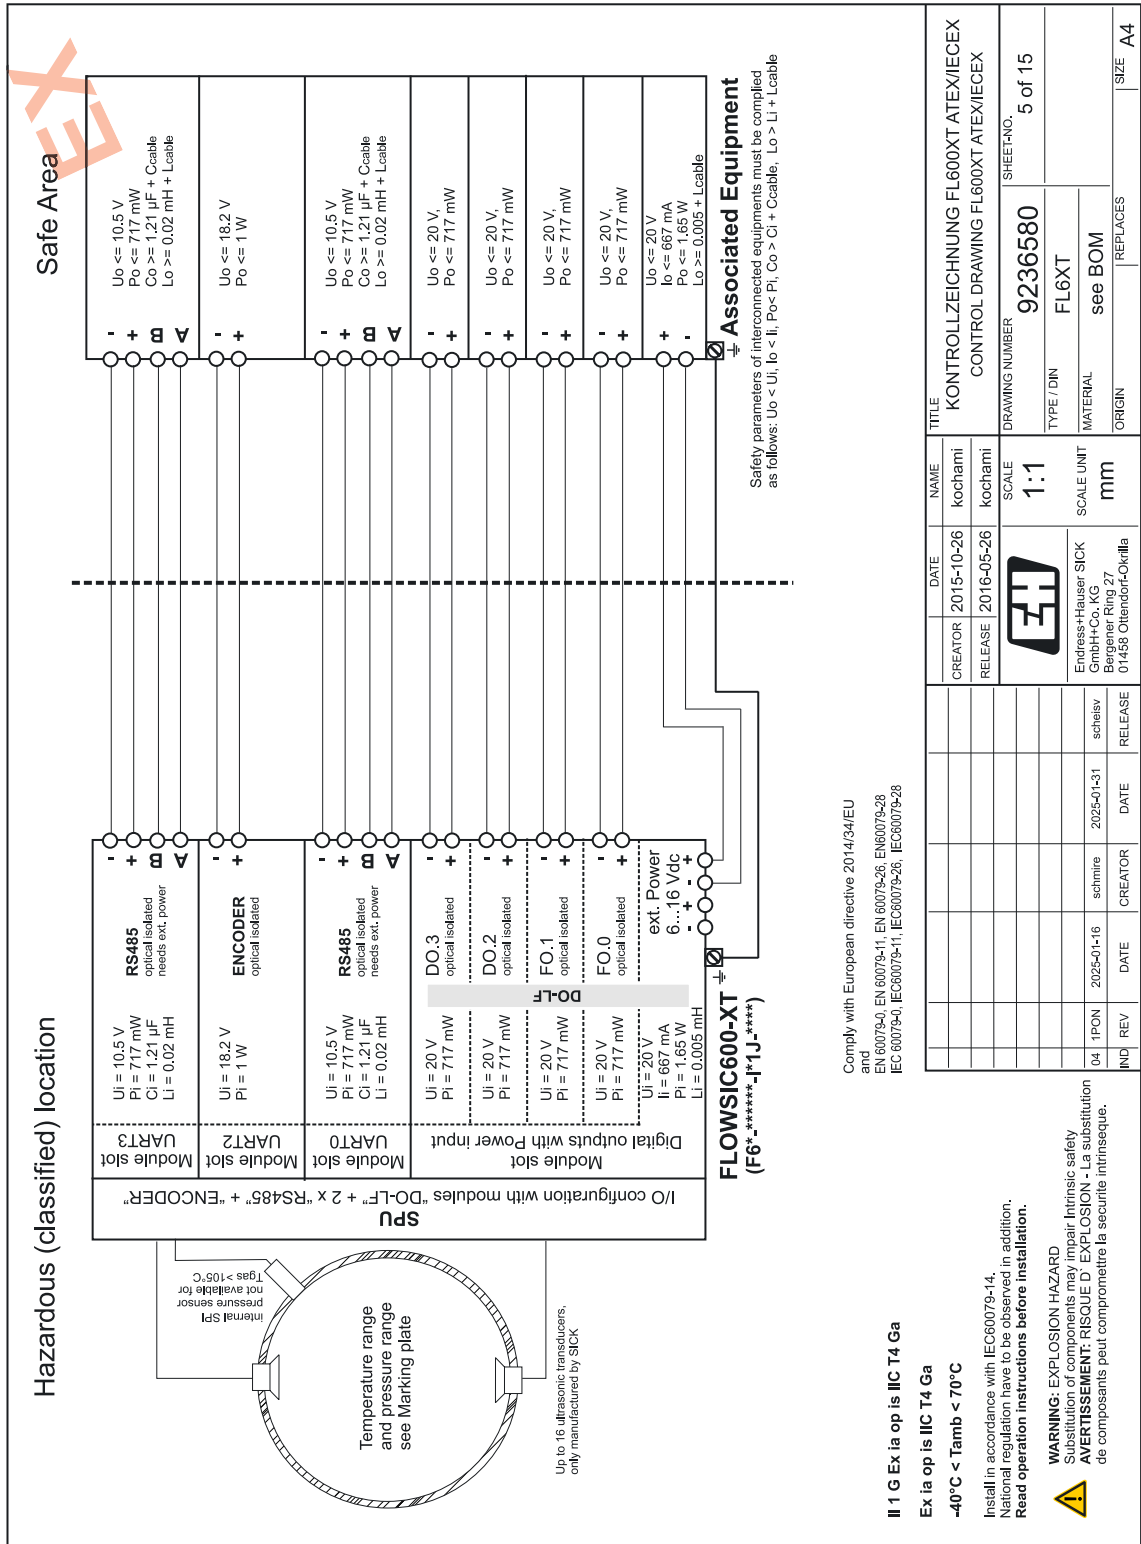 Hazardous (classified) location
Safe Area
EX
internal SPI
pressure sensor
not available for
Tgas >105°C
Temperature range
and pressure range
see Marking plate
Up to 16 ultrasonic transducers,
only manufactured by SICK
SPU
I/O configuration with modules "DO-LF" + 2 x "RS485" + "ENCODER"
Module slot
UART3
Ui = 10.5 V
Pi = 717 mW
Ci = 1.21 µF
Li = 0.02 mH
RS485
optical isolated
needs ext. power
-
+
B
A
-
+
B
A
Uo <= 10.5 V
Po <= 717 mW
Co >= 1.21 µF + Ccable
Lo >= 0.02 mH + Lcable
Module slot
UART2
Ui = 18.2 V
Pi = 1 W
ENCODER
optical isolated
-
+
-
+
Uo <= 18.2 V
Po <= 1 W
Module slot
UART0
Ui = 10.5 V
Pi = 717 mW
Ci = 1.21 µF
Li = 0.02 mH
RS485
optical isolated
needs ext. power
-
+
B
A
-
+
B
A
Uo <= 10.5 V
Po <= 717 mW
Co >= 1.21 µF + Ccable
Lo >= 0.02 mH + Lcable
Module slot
Digital outputs with Power input
DO-LF
Ui = 20 V
Pi = 717 mW
DO.3
optical isolated
-
+
-
+
Uo <= 20 V,
Po <= 717 mW
Ui = 20 V
Pi = 717 mW
DO.2
optical isolated
-
+
-
+
Uo <= 20 V,
Po <= 717 mW
Ui = 20 V
Pi = 717 mW
FO.1
optical isolated
-
+
-
+
Uo <= 20 V,
Po <= 717 mW
Ui = 20 V
Pi = 717 mW
FO.0
optical isolated
-
+
-
+
Uo <= 20 V,
Po <= 717 mW
Ui = 20 V
Ii = 667 mA
Pi = 1.65 W
Li = 0.005 mH
ext. Power
6...16 Vdc
- + - +
+
-
Uo <= 20 V
Io <= 667 mA
Po <= 1.65 W
Lo >= 0.005 + Lcable
FLOWSIC600-XT
(F6*-******-I*1J-****)
Associated Equipment
Safety parameters of interconnected equipments must be complied
as follows: Uo < Ui, Io < Ii, Po< Pi, Co > Ci + Ccable, Lo > Li + Lcable
Comply with European directive 2014/34/EU
and
EN 60079-0, EN 60079-11, EN 60079-26, EN60079-28
IEC 60079-0, IEC60079-11, IEC60079-26, IEC60079-28
II 1 G Ex ia op is IIC T4 Ga
Ex ia op is IIC T4 Ga
-40°C < Tamb < 70°C
Install in accordance with IEC60079-14.
National regulation have to be observed in addition.
Read operation instructions before installation.
WARNING: EXPLOSION HAZARD
Substitution of components may impair Intrinsic safety
AVERTISSEMENT: RISQUE D' EXPLOSION - La substitution
de composants peut compromettre la securite intrinseque.
04 1PON 2025-01-16 schmire 2025-01-31 scheisv
IND REV DATE CREATOR DATE RELEASE
DATE NAME
CREATOR 2015-10-26 kochami
RELEASE 2016-05-26 kochami
EH
Endress+Hauser SICK
GmbH+Co. KG
Bergener Ring 27
01458 Ottendorf-Okrilla
SCALE
1:1
SCALE UNIT
mm
TITLE
KONTROLLZEICHNUNG FL600XT ATEX/IECEX
CONTROL DRAWING FL600XT ATEX/IECEX
DRAWING NUMBER
9236580
SHEET-NO.
5 of 15
TYPE / DIN
FL6XT
MATERIAL
see BOM
ORIGIN
REPLACES
SIZE
A4